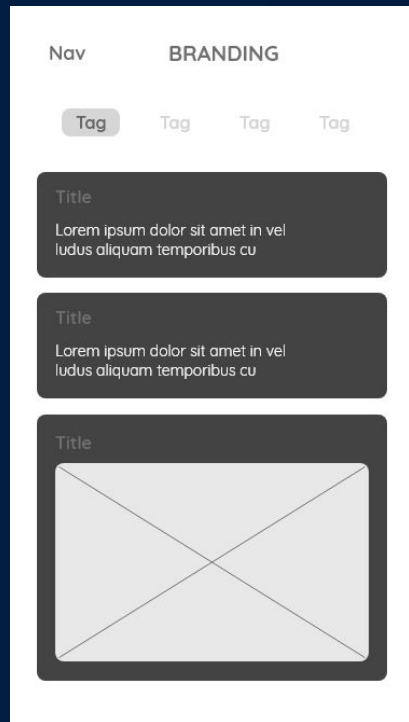 Nav BRANDING
Tag Tag Tag Tag
Title
Lorem ipsum dolor sit amet in vel
ludus aliquam temporibus cu
Title
Lorem ipsum dolor sit amet in vel
ludus aliquam temporibus cu
Title